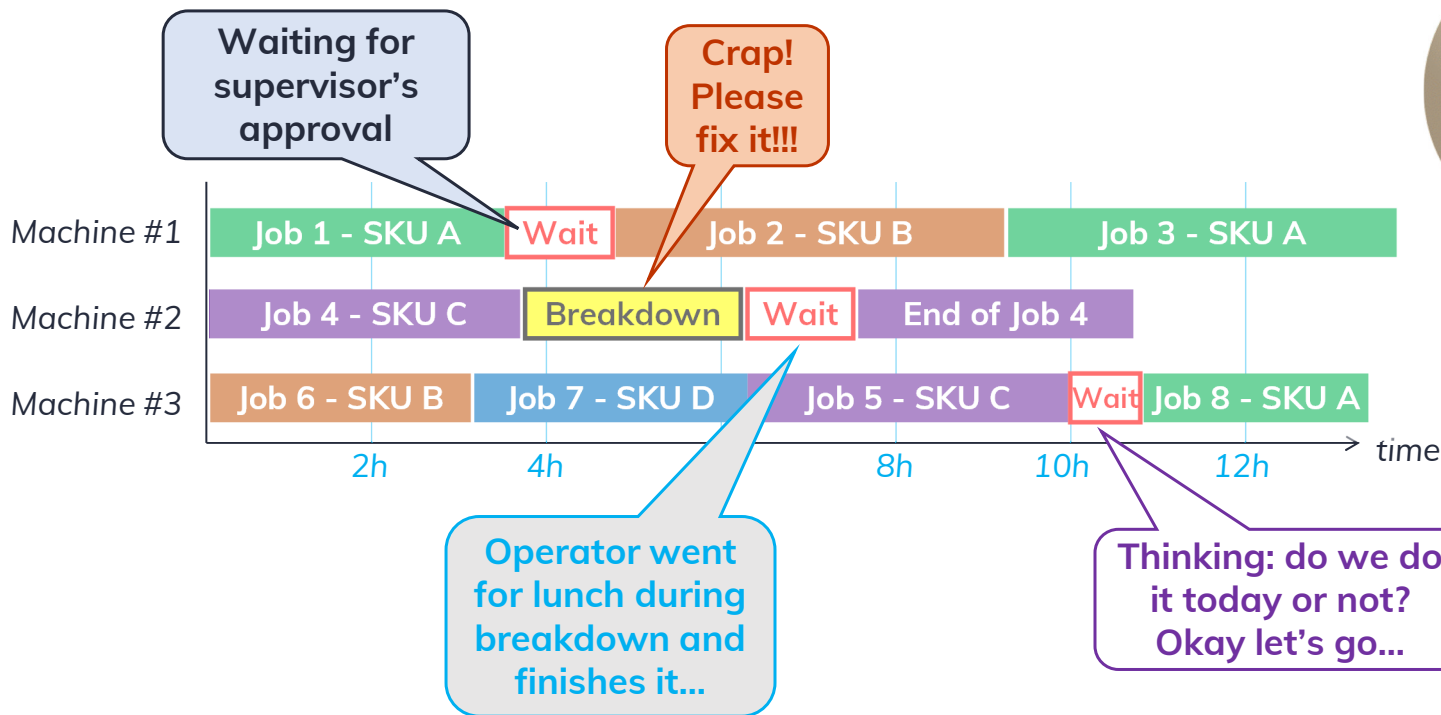 Waiting for
supervisor’s
approval
Crap!
Please
fix it!!!
Machine #1
Job 1 - SKU A
Wait
Job 2 - SKU B
Job 3 - SKU A
Machine #2
Job 4 - SKU C
Breakdown
Wait
End of Job 4
Machine #3
Job 6 - SKU B
Job 7 - SKU D
Job 5 - SKU C
Wait
Job 8 - SKU A
2h
4h
8h
10h
12h
time
Operator went
for lunch during
breakdown and
finishes it...
Thinking: do we do
it today or not?
Okay let’s go...